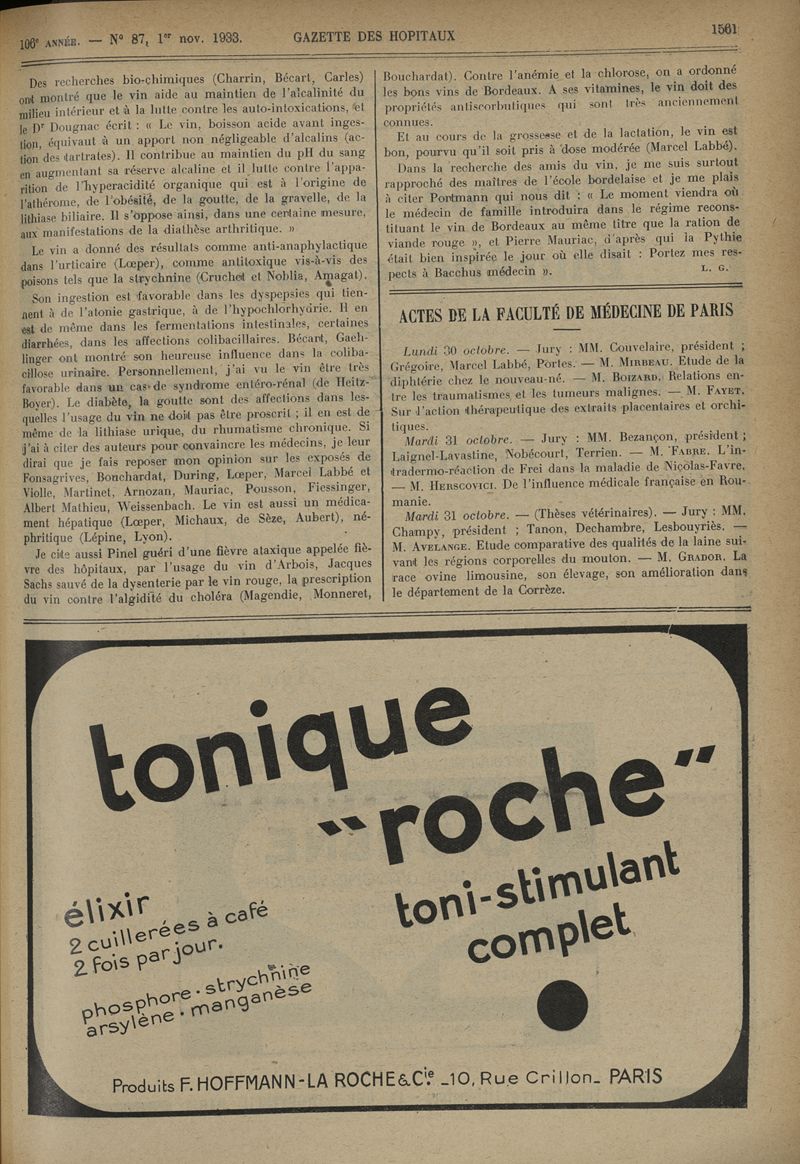 106e ANNÉE. — N° 87, 1er nov. 1933.
GAZETTE DES HOPITAUX
1561
Des recherches bio-chimiques (Charrin, Bécart, Carles)
ont montré que le vin aide au maintien de l'alcalinité du
milieu intérieur et à la lutte contre les auto-intoxications, et
le Dr Dougnac écrit : « Le vin, boisson acide avant inges-
tion, équivaut à un apport non négligeable d'alcalins (ac-
tion des tartrates). Il contribue au maintien du pH du sang
en augmentant sa réserve alcaline et il lutte contre l'appa-
rition de l'hyperacidité organique qui est à l'origine de
l'athérome, de l'obésité, de la goutte, de la gravelle, de la
lithiase biliaire. Il s'oppose ainsi, dans une certaine mesure,
aux manifestations de la diathèse arthritique. »
Le vin a donné des résultats comme anti-anaphylactique
dans l'urticaire (Lœper), comme antitoxique vis-à-vis des
poisons tels que la strychnine (Cruchet et Noblia, Amagat).
Son ingestion est favorable dans les dyspepsies qui tien-
nent à de l'atonie gastrique, à de l'hypochlorhydrie. Il en
est de même dans les fermentations intestinales, certaines
diarrhées, dans les affections colibacillaires. Bécart, Gaeh-
linger ont montré son heureuse influence dans la coliba-
cillose urinaire. Personnellement, j'ai vu le vin être très
favorable dans un cas de syndrome entéro-rénal (de Heitz-
Boyer). Le diabète, la goutte sont des affections dans les-
quelles l'usage du vin ne doit pas être proscrit ; il en est de
même de la lithiase urique, du rhumatisme chronique. Si
j'ai à citer des auteurs pour convaincre les médecins, je leur
dirai que je fais reposer mon opinion sur les exposés de
Fonsagrives, Bonchardat, During, Lœper, Marcel Labbé et
Violle, Martinet, Arnozan, Mauriac, Pousson, Fiessinger,
Albert Mathieu, Weissenbach. Le vin est aussi un médica-
ment hépatique (Lœper, Michaux, de Sèze, Aubert), né-
phritique (Lépine, Lyon).
Je cite aussi Pinel guéri d'une fièvre ataxique appelée fiè-
vre des hôpitaux, par l'usage du vin d'Arbois, Jacques
Sachs sauvé de la dysenterie par le vin rouge, la prescription
du vin contre l'algidité du choléra (Magendie, Monneret,
Bouchardat). Contre l'anémie et la chlorose, on a ordonné
les bons vins de Bordeaux. A ses vitamines, le vin doit des
propriétés antiscorbutiques qui sont très anciennement
connues.
Et au cours de la grossesse et de la lactation, le vin est
bon, pourvu qu'il soit pris à dose modérée (Marcel Labbé).
Dans la recherche des amis du vin, je me suis surtout
rapproché des maîtres de l'école bordelaise et je me plais
à citer Portmann qui nous dit : « Le moment viendra où
le médecin de famille introduira dans le régime recons-
tituant le vin de Bordeaux au même titre que la ration de
viande rouge », et Pierre Mauriac, d'après qui la Pythie
était bien inspirée le jour où elle disait : Portez mes res-
pects à Bacchus médecin ».
L. G.
ACTES DE LA FACULTÉ DE MÉDECINE DE PARIS
Lundi 30 octobre. — Jury : MM. Couvelaire, président ;
Grégoire, Marcel Labbé, Portes. — M. MIRBEAU. Etude de la
diphtérie chez le nouveau-né. — M. BOIZARD. Relations en-
tre les traumatismes et les tumeurs malignes. — M. FAYET.
Sur l'action thérapeutique des extraits placentaires et orchi-
tiques.
Mardi 31 octobre. — Jury : MM. Bezançon, président ;
Laignel-Lavastine, Nobécourt, Terrien. — M. FABRE. L'in-
tradermo-réaction de Frei dans la maladie de Nicolas-Favre.
— M. HERSCOVICI. De l'influence médicale française en Rou-
manie.
Mardi 31 octobre. — (Thèses vétérinaires). — Jury : MM.
Champy, président ; Tanon, Dechambre, Lesbouyriès. —
M. AVELANGE. Etude comparative des qualités de la laine sui-
vant les régions corporelles du mouton. — M. GRADOR. La
race ovine limousine, son élevage, son amélioration dans
le département de la Corrèze.
tonique
"roche"
élixir
2 cuillerées à café
2 fois par jour.
phosphore · strychnine
arsylène · manganèse
toni-stimulant
complet
Produits F. HOFFMANN-LA ROCHE & Cie. _10, Rue Crillon_ PARIS